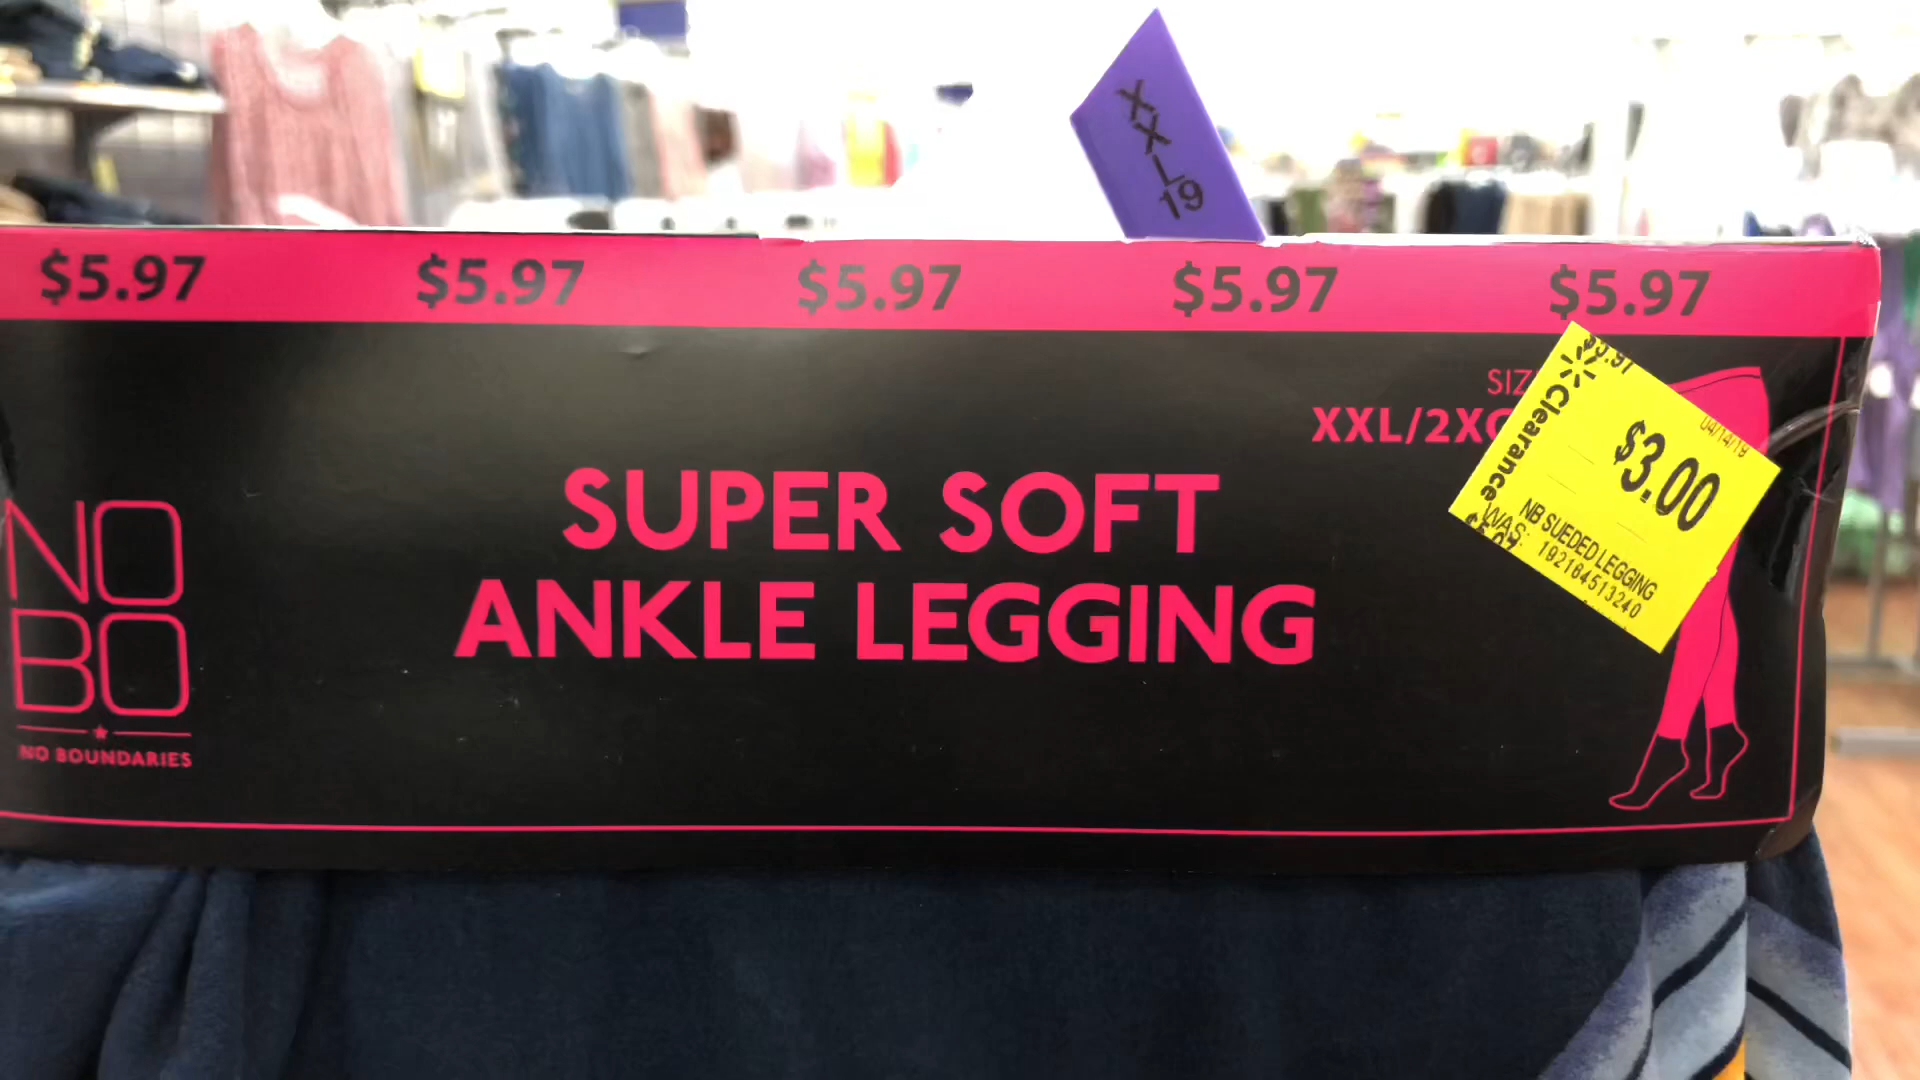 XXL
19
$5.97 $5.97 $5.97 $5.97 $5.97
XXL/2X
SUPER SOFT
ANKLE LEGGING
NO
BO
NO BOUNDARIES
Clearance
04/14/19
$3.00
NB SUEDED LEGGING
WAS: 192184513240